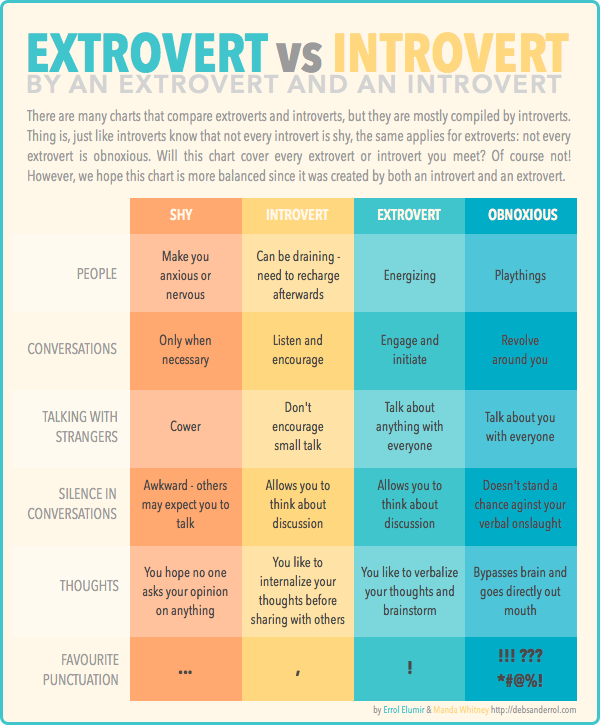 EXTROVERT vs INTROVERT
BY AN EXTROVERT AND AN INTROVERT
There are many charts that compare extroverts and introverts, but they are mostly compiled by introverts.
Thing is, just like introverts know that not every introvert is shy, the same applies for extroverts: not every
extrovert is obnoxious. Will this chart cover every extrovert or introvert you meet? Of course not!
However, we hope this chart is more balanced since it was created by both an introvert and an extrovert.
SHY
INTROVERT
EXTROVERT
OBNOXIOUS
PEOPLE
Make you
anxious or
nervous
Can be draining -
need to recharge
afterwards
Energizing
Playthings
CONVERSATIONS
Only when
necessary
Listen and
encourage
Engage and
initiate
Revolve
around you
TALKING WITH
STRANGERS
Cower
Don't
encourage
small talk
Talk about
anything with
everyone
Talk about you
with everyone
SILENCE IN
CONVERSATIONS
Awkward - others
may expect you to
talk
Allows you to
think about
discussion
Allows you to
think about
discussion
Doesn't stand a
chance aginst your
verbal onslaught
THOUGHTS
You hope no one
asks your opinion
on anything
You like to
internalize your
thoughts before
sharing with others
You like to verbalize
your thoughts and
brainstorm
Bypasses brain and
goes directly out
mouth
FAVOURITE
PUNCTUATION
...
,
!
!!! ???
*#@%!
by Errol Elumir & Manda Whitney http://debsanderrol.com